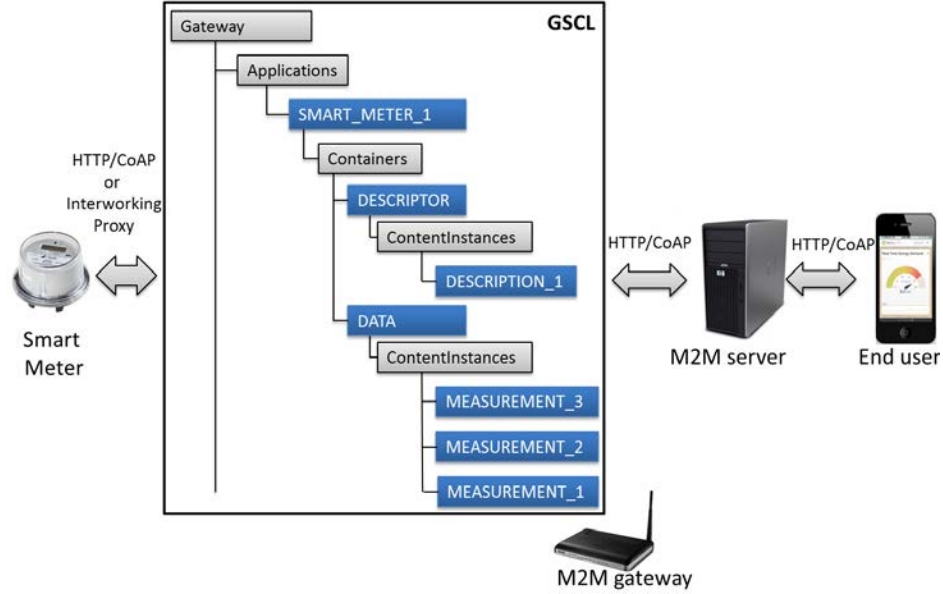 GSCL
Gateway
Applications
SMART_METER_1
Containers
DESCRIPTOR
ContentInstances
DESCRIPTION_1
DATA
ContentInstances
MEASUREMENT_3
MEASUREMENT_2
MEASUREMENT_1
HTTP/CoAP
or
Interworking
Proxy
Smart
Meter
HTTP/CoAP
M2M server
HTTP/CoAP
End user
M2M gateway